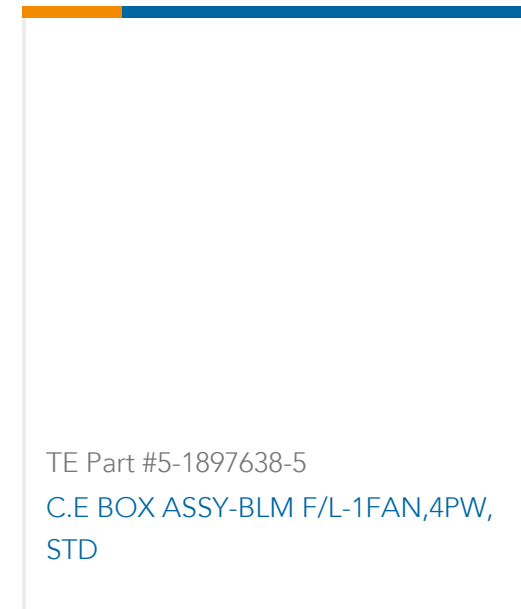 TE Part #5-1897638-5
C.E BOX ASSY-BLM F/L-1FAN,4PW,
STD